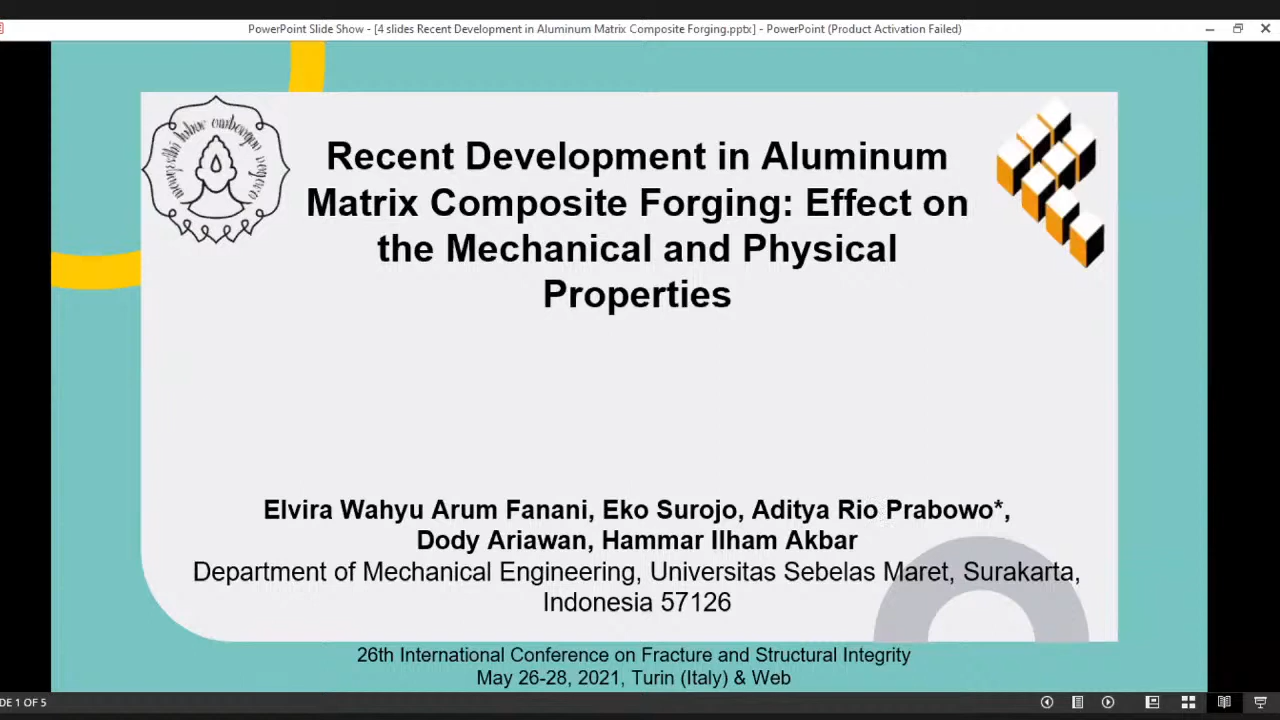 PowerPoint Slide Show - [4 slides Recent Development in Aluminum Matrix Composite Forging.pptx] - PowerPoint (Product Activation Failed)
Recent Development in Aluminum
Matrix Composite Forging: Effect on
the Mechanical and Physical
Properties
Elvira Wahyu Arum Fanani, Eko Surojo, Aditya Rio Prabowo*,
Dody Ariawan, Hammar Ilham Akbar
Department of Mechanical Engineering, Universitas Sebelas Maret, Surakarta,
Indonesia 57126
26th International Conference on Fracture and Structural Integrity
May 26-28, 2021, Turin (Italy) & Web
DE 1 OF 5